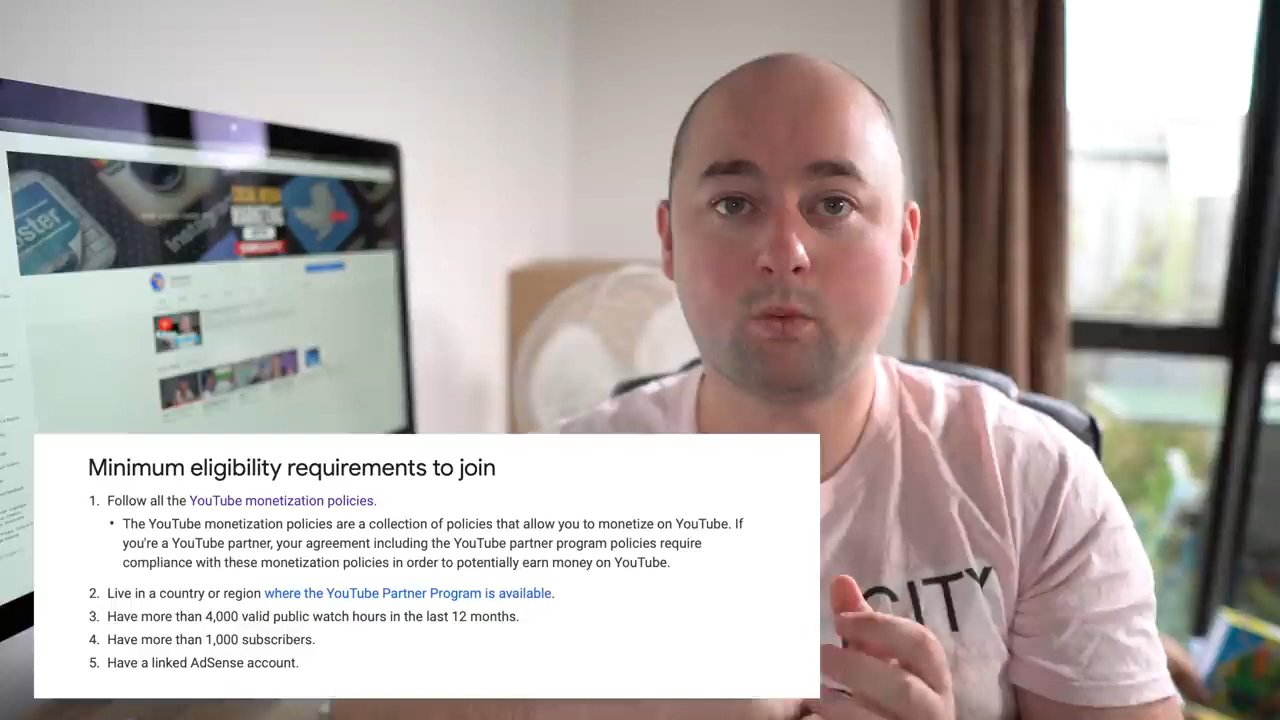 Minimum eligibility requirements to join
1. Follow all the YouTube monetization policies.
• The YouTube monetization policies are a collection of policies that allow you to monetize on YouTube. If
you're a YouTube partner, your agreement including the YouTube partner program policies require
compliance with these monetization policies in order to potentially earn money on YouTube.
2. Live in a country or region where the YouTube Partner Program is available.
3. Have more than 4,000 valid public watch hours in the last 12 months.
4. Have more than 1,000 subscribers.
5. Have a linked AdSense account.